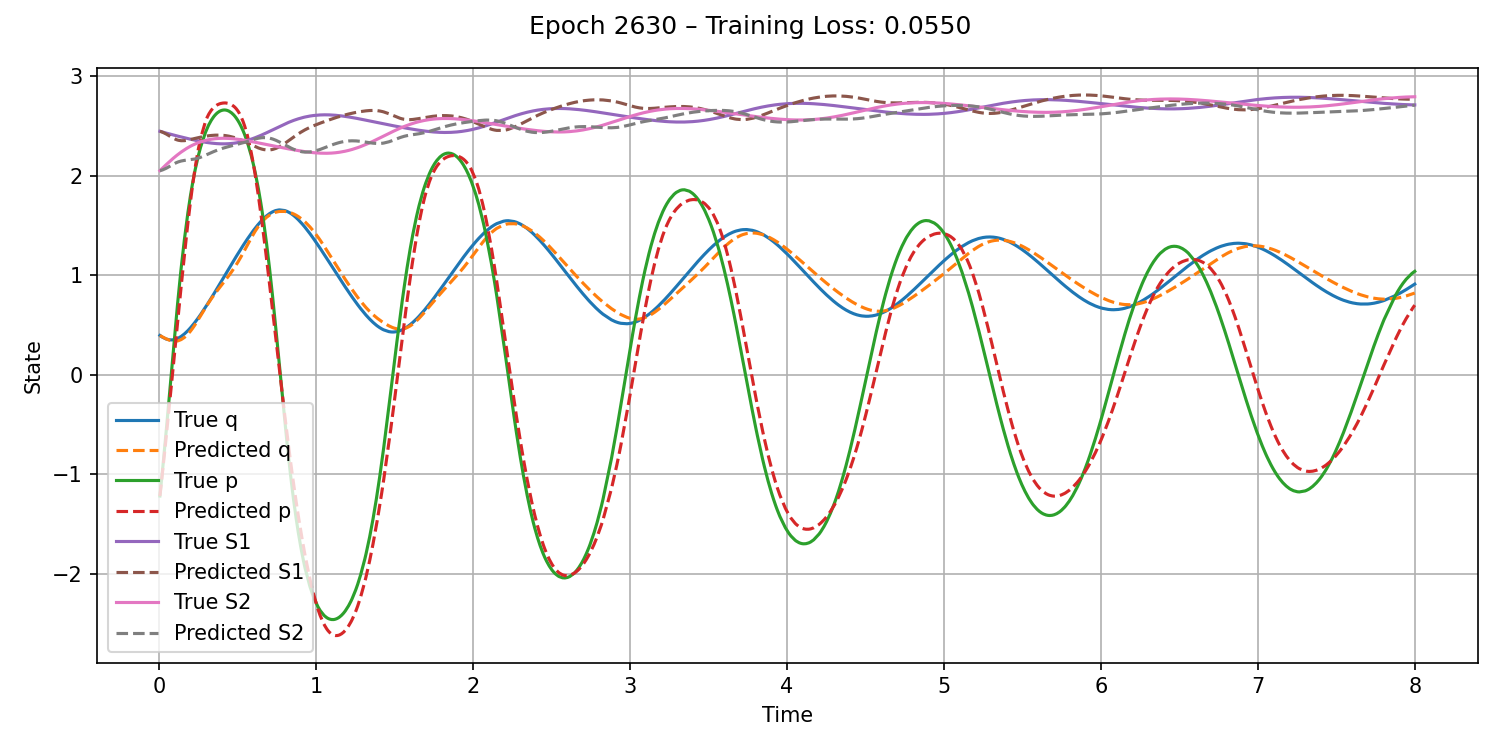 Epoch 2630 – Training Loss: 0.0550
3
2
1
0
−1
−2
State
True q
Predicted q
True p
Predicted p
True S1
Predicted S1
True S2
Predicted S2
0 1 2 3 4 5 6 7 8
Time